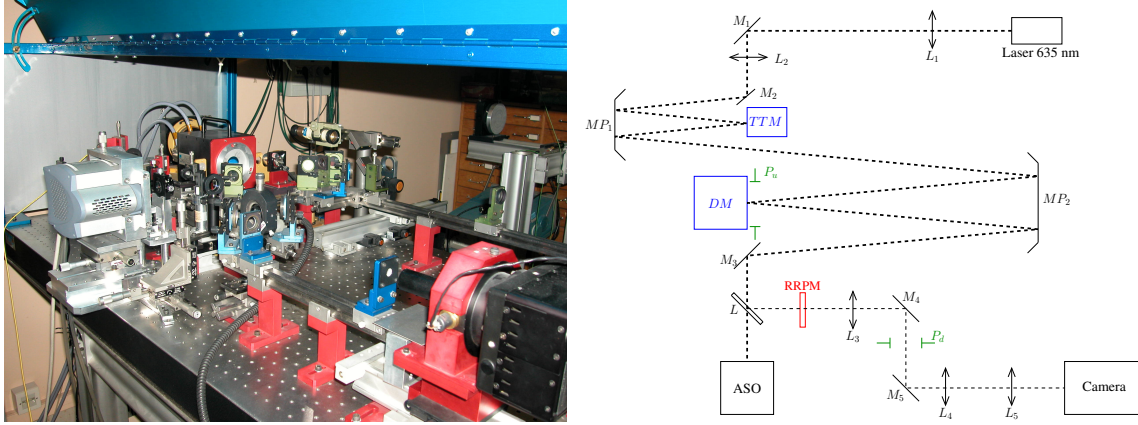 M₁
L₁
Laser 635 nm
L₂
M₂
MP₁
TTM
Pᵤ
DM
MP₂
M₃
RRPM
L
L₃
M₄
P_d
ASO
M₅
L₄
L₅
Camera